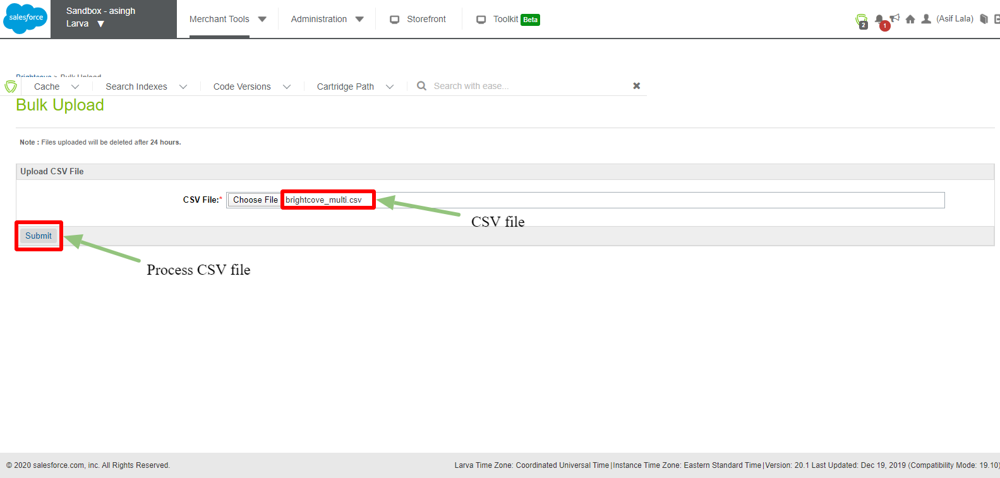 salesforce
Sandbox - asingh
Larva
Merchant Tools
Administration
Storefront
Toolkit Beta
2
1
(Asif Lala)
Brightcove > Bulk Upload
Cache
Search Indexes
Code Versions
Cartridge Path
Search with ease...
Bulk Upload
Note : Files uploaded will be deleted after 24 hours.
Upload CSV File
CSV File:*
Choose File
brightcove_multi.csv
CSV file
Submit
Process CSV file
© 2020 salesforce.com, inc. All Rights Reserved.
Larva Time Zone: Coordinated Universal Time|Instance Time Zone: Eastern Standard Time|Version: 20.1 Last Updated: Dec 19, 2019 (Compatibility Mode: 19.10)